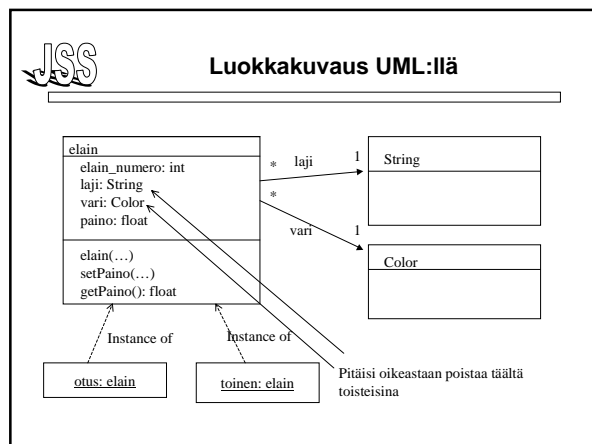 JSS
Luokkakuvaus UML:llä
elain
elain_numero: int
laji: String
vari: Color
paino: float
elain(…)
setPaino(…)
getPaino(): float
* laji 1
String
* vari 1
Color
Instance of
Instance of
otus: elain
toinen: elain
Pitäisi oikeastaan poistaa täältä
toisteisina